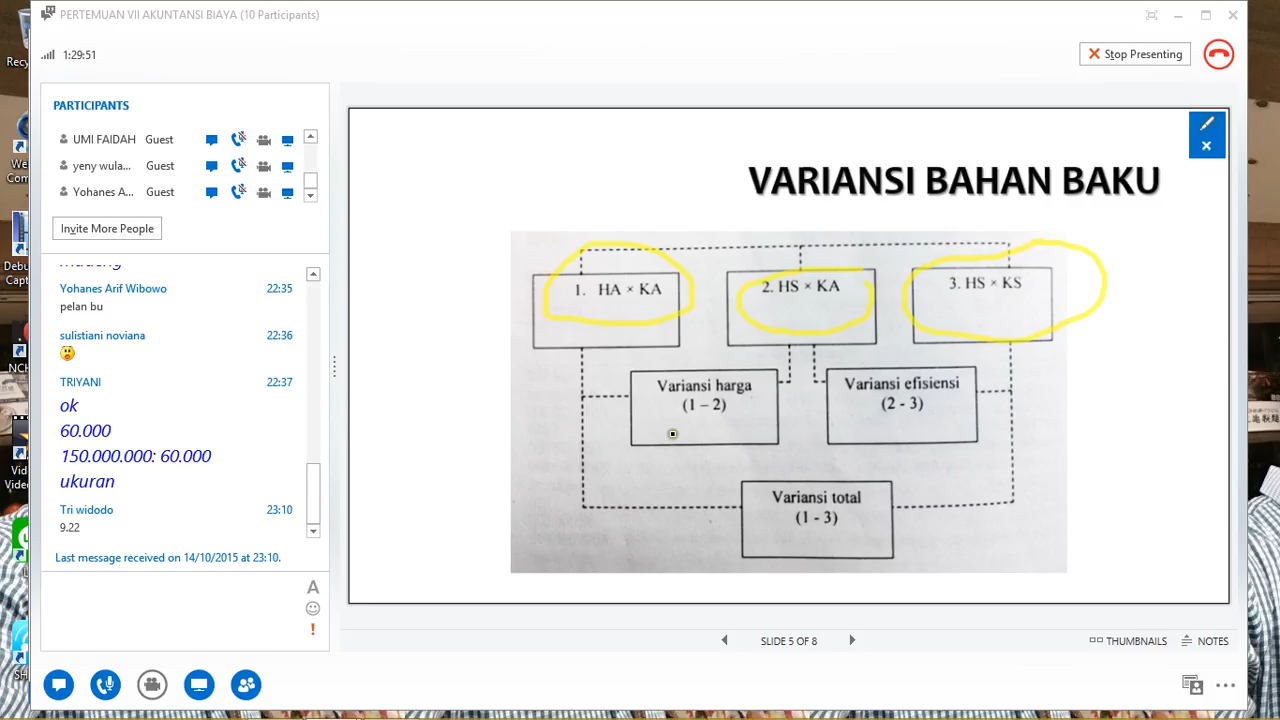 PERTEMUAN VII AKUNTANSI BIAYA (10 Participants)
1:29:51
Stop Presenting
PARTICIPANTS
UMI FAIDAH Guest
yeny wula... Guest
Yohanes A... Guest
Invite More People
Yohanes Arif Wibowo 22:35
pelan bu
sulistiani noviana 22:36
TRIYANI 22:37
ok
60.000
150.000.000: 60.000
ukuran
Tri widodo 23:10
9.22
Last message received on 14/10/2015 at 23:10.
A
VARIANSI BAHAN BAKU
1. HA × KA
2. HS × KA
3. HS × KS
Variansi harga
(1 – 2)
Variansi efisiensi
(2 - 3)
Variansi total
(1 - 3)
SLIDE 5 OF 8
THUMBNAILS
NOTES